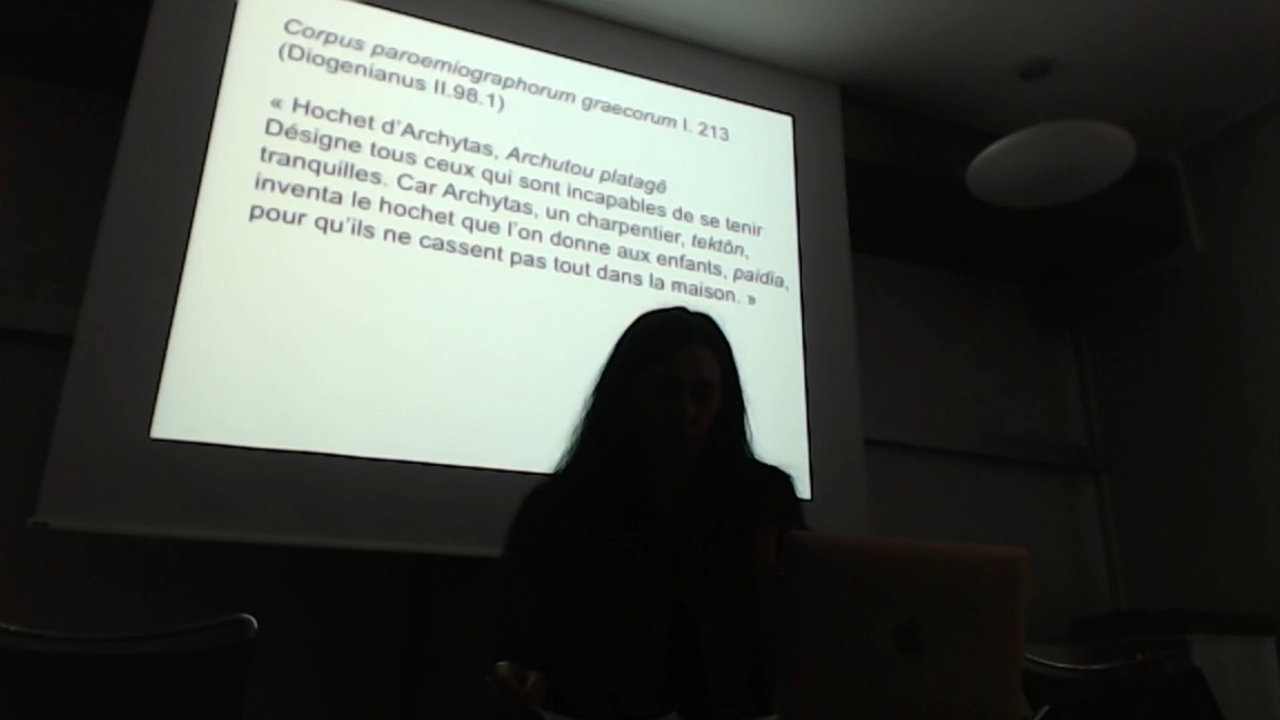 Corpus paroemiographorum graecorum I. 213
(Diogenianus II.98.1)
« Hochet d'Archytas, Archutou platagê
Désigne tous ceux qui sont incapables de se tenir
tranquilles. Car Archytas, un charpentier, tektôn,
inventa le hochet que l'on donne aux enfants, paidia,
pour qu'ils ne cassent pas tout dans la maison. »